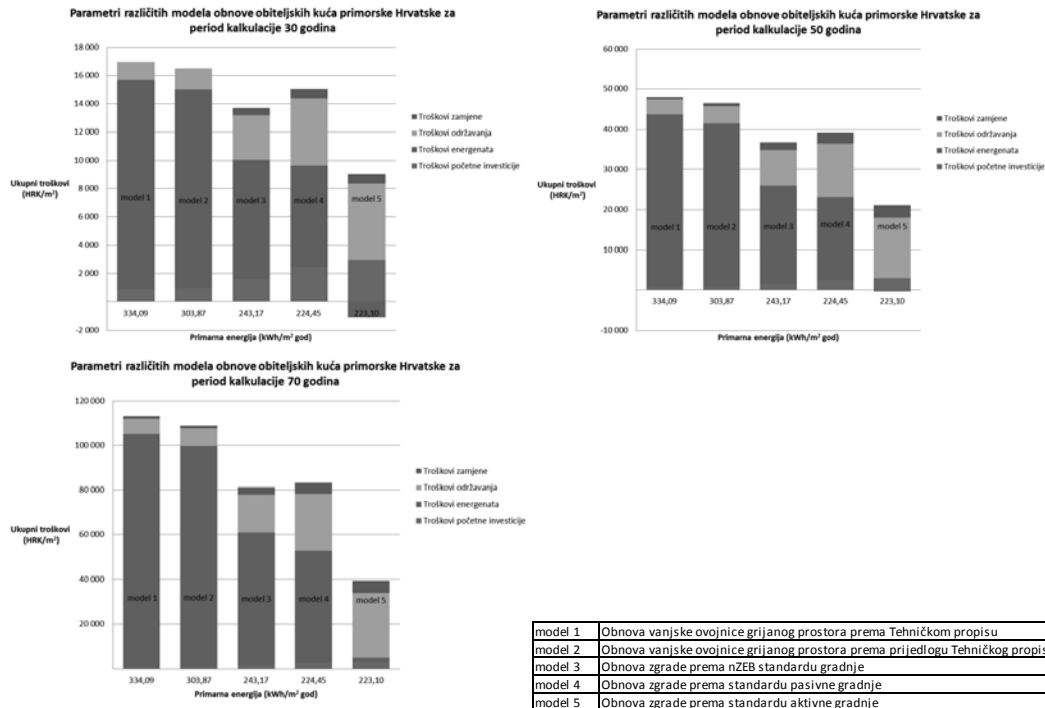 Parametri različitih modela obnove obiteljskih kuća primorske Hrvatske za
period kalkulacije 30 godina
18 000
16 000
14 000
12 000
10 000
8 000
6 000
4 000
2 000
-2 000
Ukupni troškovi
(HRK/m²)
model 1
model 2
model 3
model 4
model 5
334,09
303,87
243,17
224,45
223,10
Primarna energija (kWh/m² god)
Troškovi zamjene
Troškovi održavanja
Troškovi energenata
Troškovi početne investicije
Parametri različitih modela obnove obiteljskih kuća primorske Hrvatske za
period kalkulacije 50 godina
60 000
50 000
40 000
30 000
20 000
10 000
-10 000
Ukupni troškovi
(HRK/m²)
model 1
model 2
model 3
model 4
model 5
334,09
303,87
243,17
224,45
223,10
Primarna energija (kWh/m² god)
Troškovi zamjene
Troškovi održavanja
Troškovi energenata
Troškovi početne investicije
Parametri različitih modela obnove obiteljskih kuća primorske Hrvatske za
period kalkulacije 70 godina
120 000
100 000
80 000
60 000
40 000
20 000
Ukupni troškovi
(HRK/m²)
model 1
model 2
model 3
model 4
model 5
334,09
303,87
243,17
224,45
223,10
Primarna energija (kWh/m² god)
Troškovi zamjene
Troškovi održavanja
Troškovi energenata
Troškovi početne investicije
model 1 Obnova vanjske ovojnice grijanog prostora prema Tehničkom propisu
model 2 Obnova vanjske ovojnice grijanog prostora prema prijedlogu Tehničkog propis
model 3 Obnova zgrade prema nZEB standardu gradnje
model 4 Obnova zgrade prema standardu pasivne gradnje
model 5 Obnova zgrade prema standardu aktivne gradnje